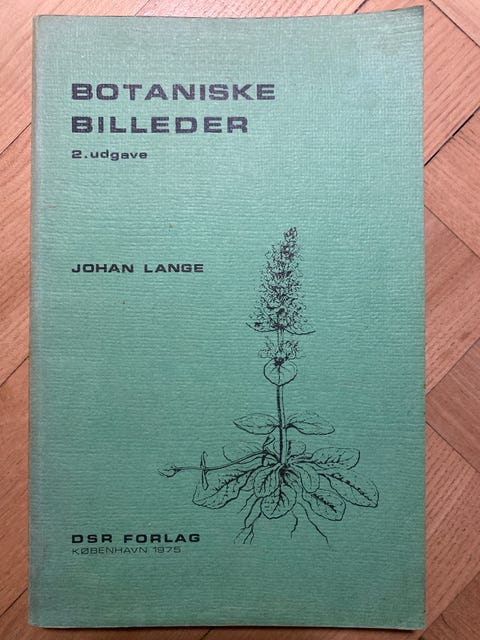 BOTANISKE
BILLEDER
2.udgave
JOHAN LANGE
DSR FORLAG
KØBENHAVN 1975